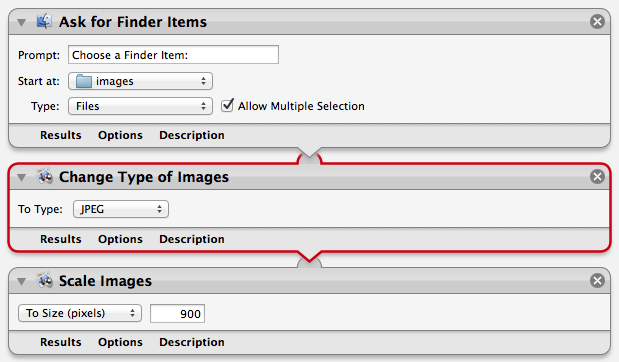 Ask for Finder Items
Prompt: Choose a Finder Item:
Start at: images
Type: Files Allow Multiple Selection
Results Options Description
Change Type of Images
To Type: JPEG
Results Options Description
Scale Images
To Size (pixels) 900
Results Options Description